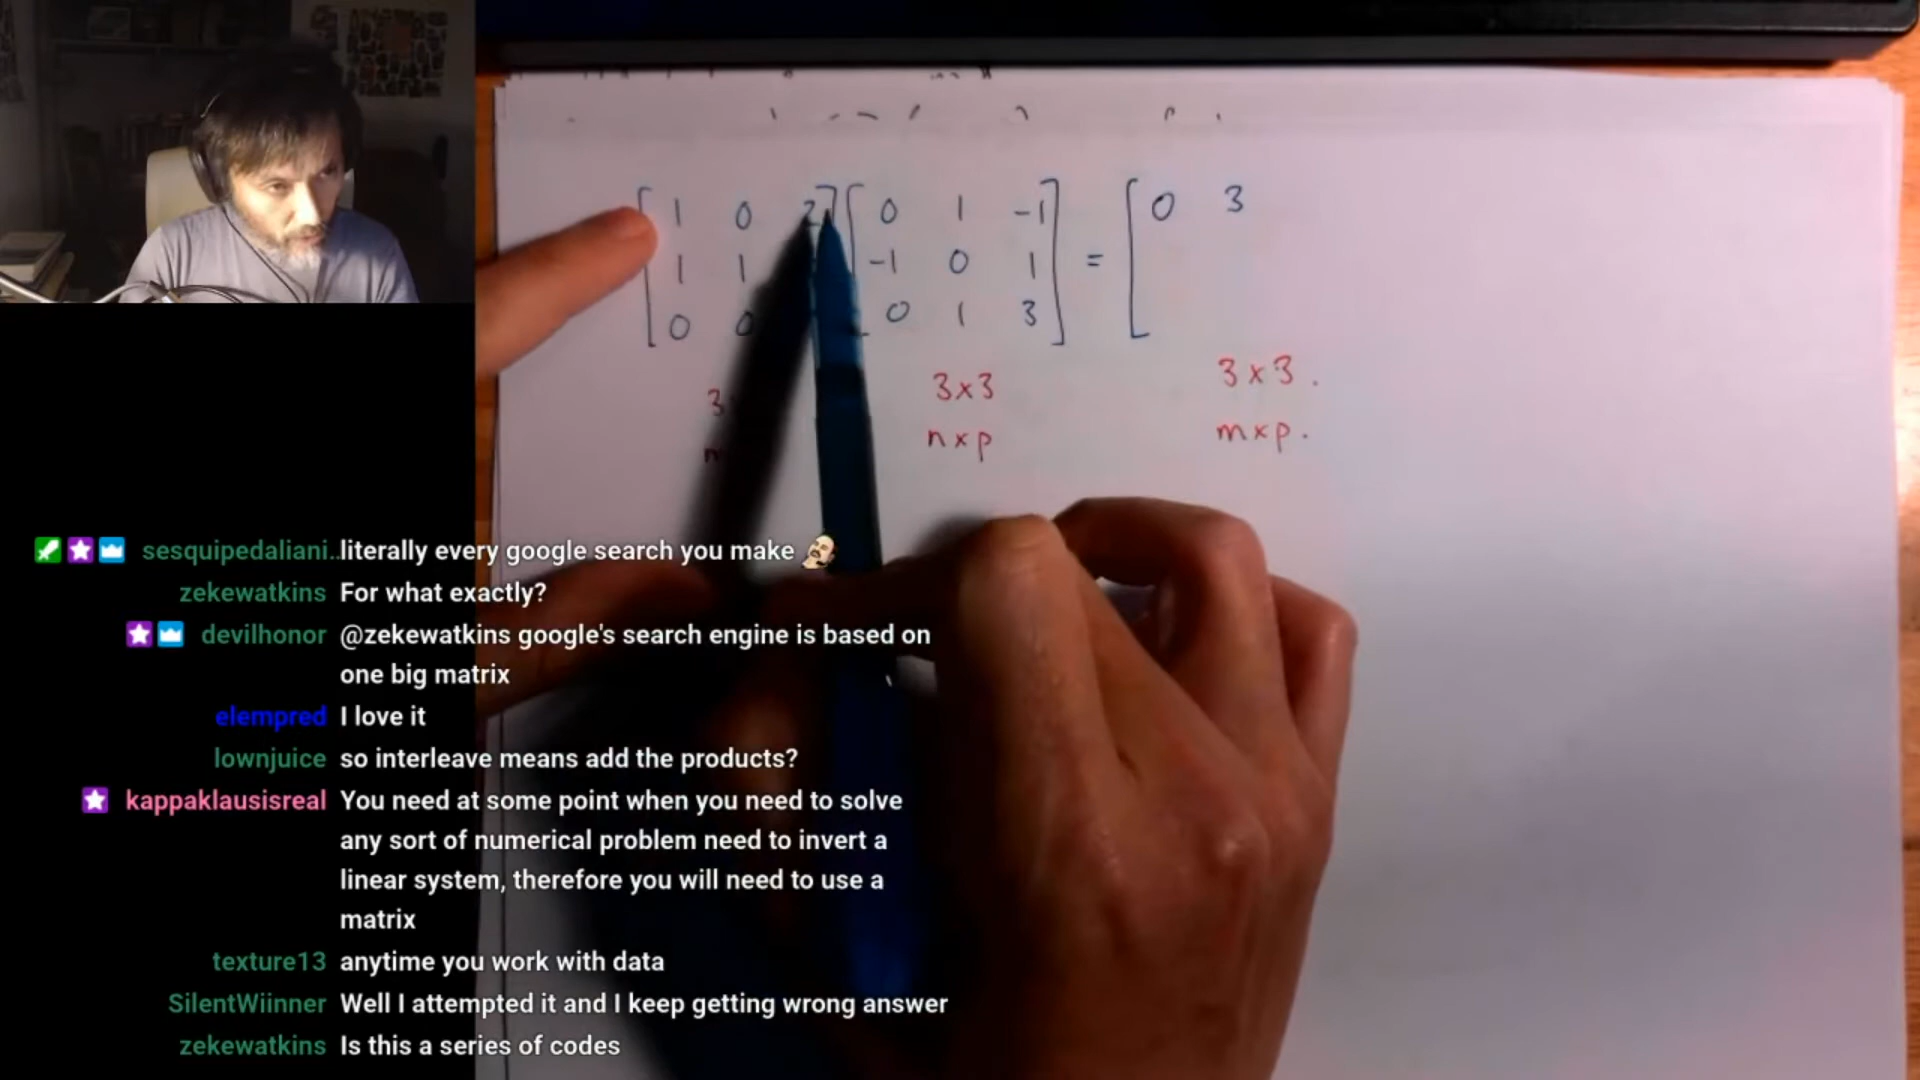 1 0 2 0 1 -1 0 3
1 1 -1 0 1 =
0 0 0 1 3
3 3x3 3x3.
nxp mxp.
sesquipedaliani.. literally every google search you make
zekewatkins For what exactly?
devilhonor @zekewatkins google's search engine is based on
one big matrix
elempred I love it
lownjuice so interleave means add the products?
kappaklausisreal You need at some point when you need to solve
any sort of numerical problem need to invert a
linear system, therefore you will need to use a
matrix
texture13 anytime you work with data
SilentWiinner Well I attempted it and I keep getting wrong answer
zekewatkins Is this a series of codes